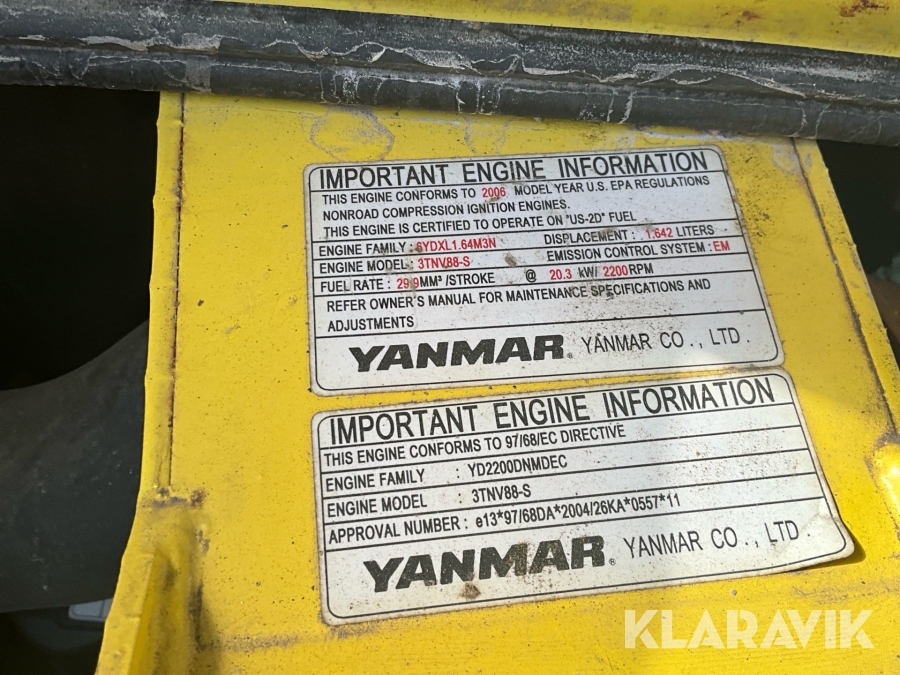 IMPORTANT ENGINE INFORMATION
THIS ENGINE CONFORMS TO 2006 MODEL YEAR U.S. EPA REGULATIONS
NONROAD COMPRESSION IGNITION ENGINES.
THIS ENGINE IS CERTIFIED TO OPERATE ON "US-2D" FUEL
ENGINE FAMILY : 6YDXL1.64M3N DISPLACEMENT : 1.642 LITERS
ENGINE MODEL : 3TNV88-S EMISSION CONTROL SYSTEM : EM
FUEL RATE : 29.9 MM³ /STROKE @ 20.3 kW/ 2200 RPM
REFER OWNER'S MANUAL FOR MAINTENANCE SPECIFICATIONS AND
ADJUSTMENTS
YANMAR® YANMAR CO., LTD.
IMPORTANT ENGINE INFORMATION
THIS ENGINE CONFORMS TO 97/68/EC DIRECTIVE
ENGINE FAMILY : YD2200DNMDEC
ENGINE MODEL : 3TNV88-S
APPROVAL NUMBER : e13*97/68DA*2004/26KA*0557*11
YANMAR® YANMAR CO., LTD.
KLARAVIK